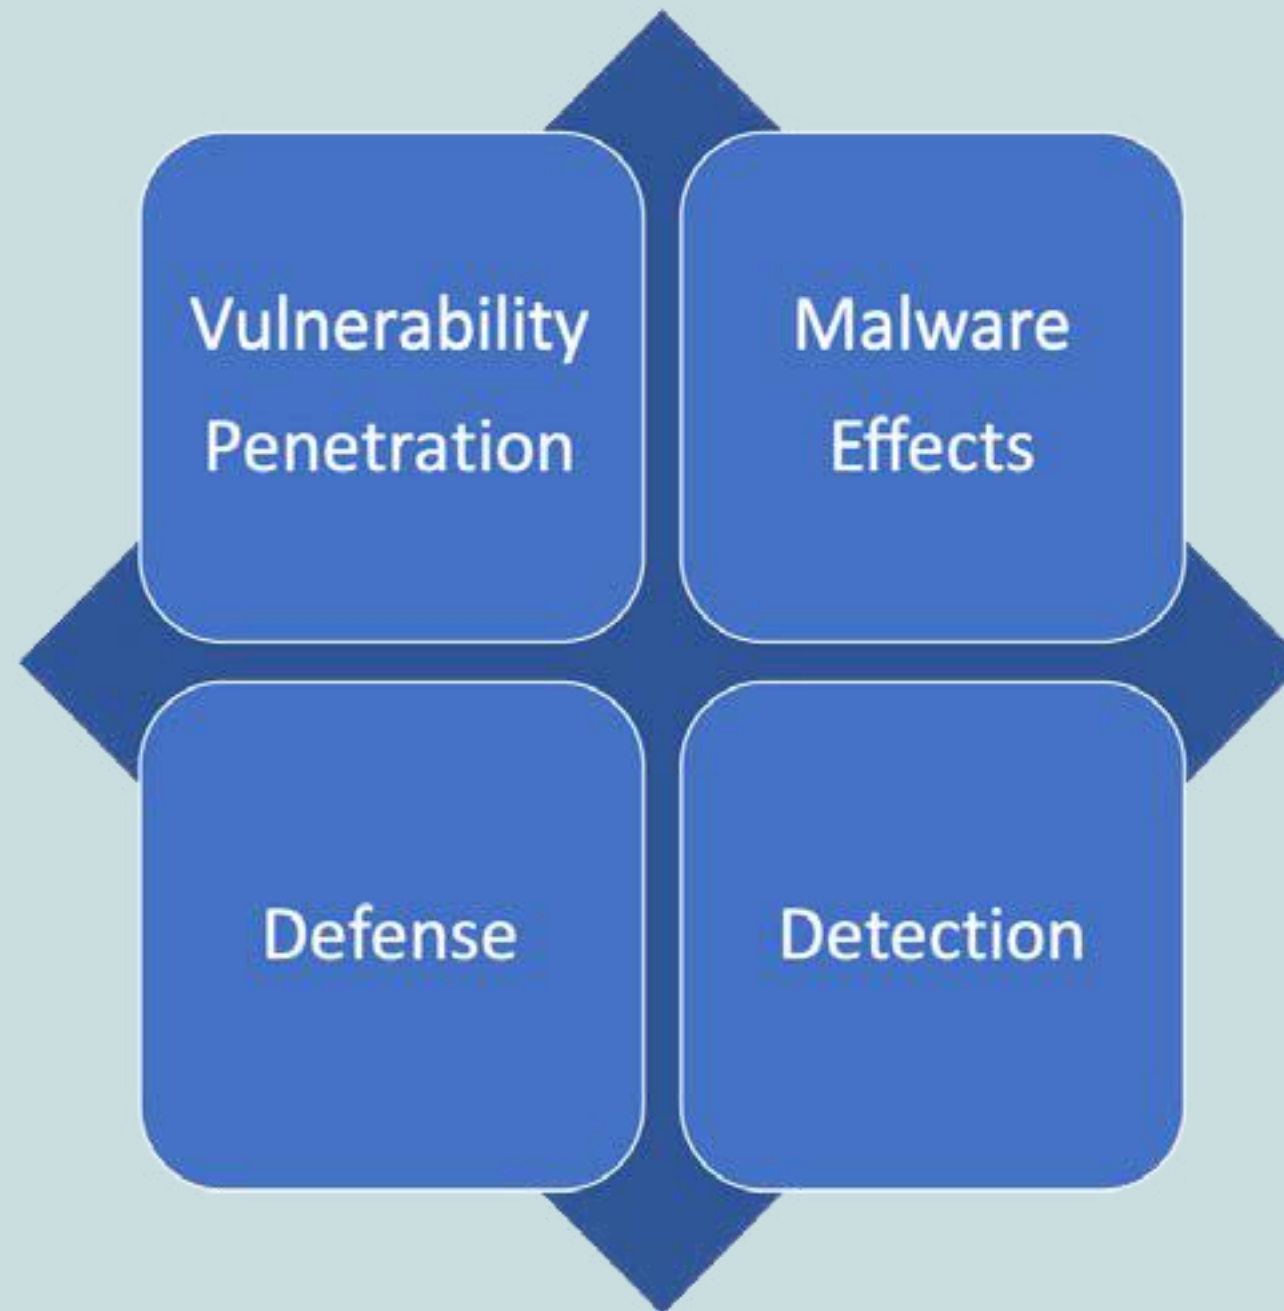 Vulnerability
Penetration
Malware
Effects
Defense
Detection